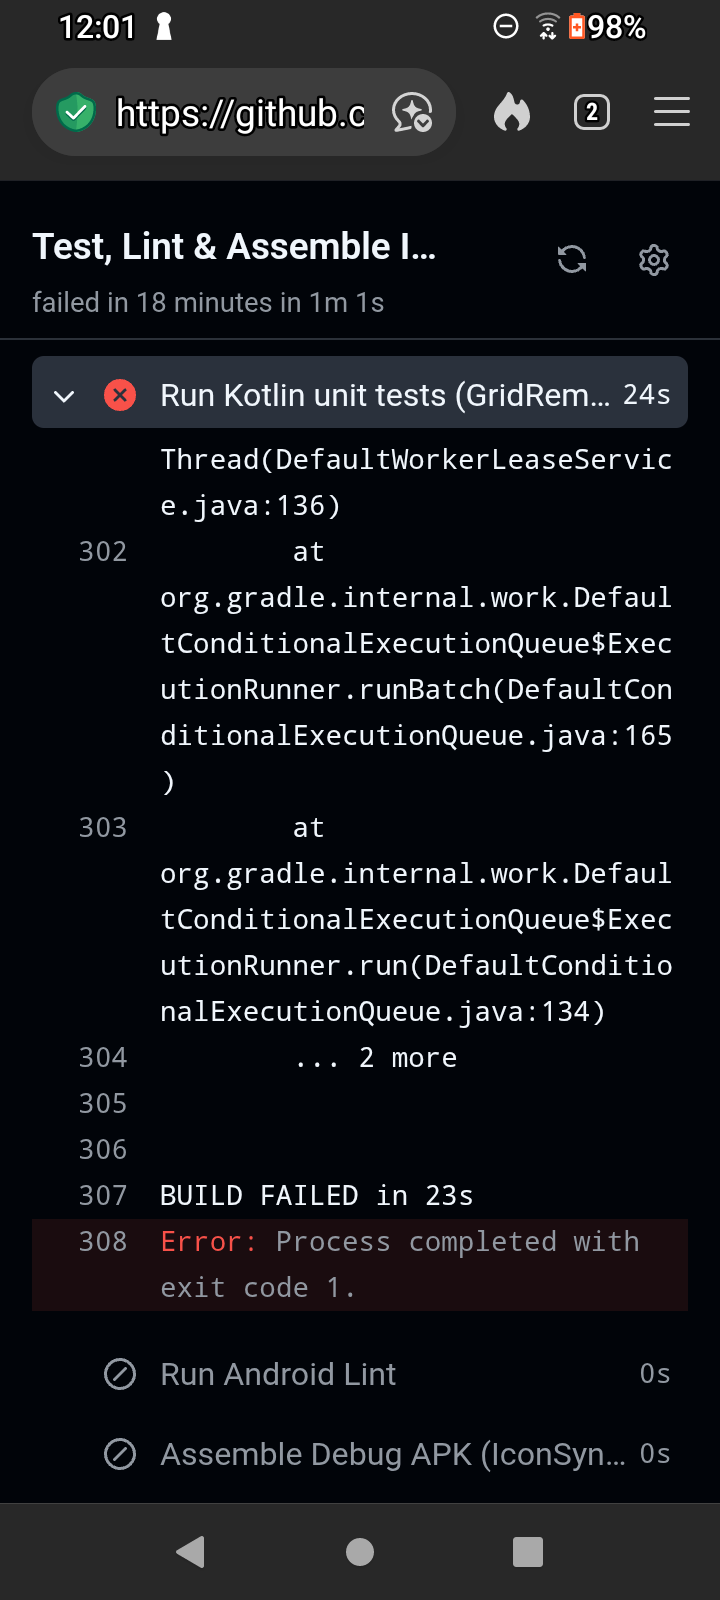 12:01
98%
https://github.c
2
Test, Lint & Assemble I...
failed in 18 minutes in 1m 1s
Run Kotlin unit tests (GridRem... 24s
Thread(DefaultWorkerLeaseServic
e.java:136)
302 at
org.gradle.internal.work.Defaul
tConditionalExecutionQueue$Exec
utionRunner.runBatch(DefaultCon
ditionalExecutionQueue.java:165
)
303 at
org.gradle.internal.work.Defaul
tConditionalExecutionQueue$Exec
utionRunner.run(DefaultConditio
nalExecutionQueue.java:134)
304 ... 2 more
305
306
307 BUILD FAILED in 23s
308 Error: Process completed with
exit code 1.
Run Android Lint 0s
Assemble Debug APK (IconSyn... 0s